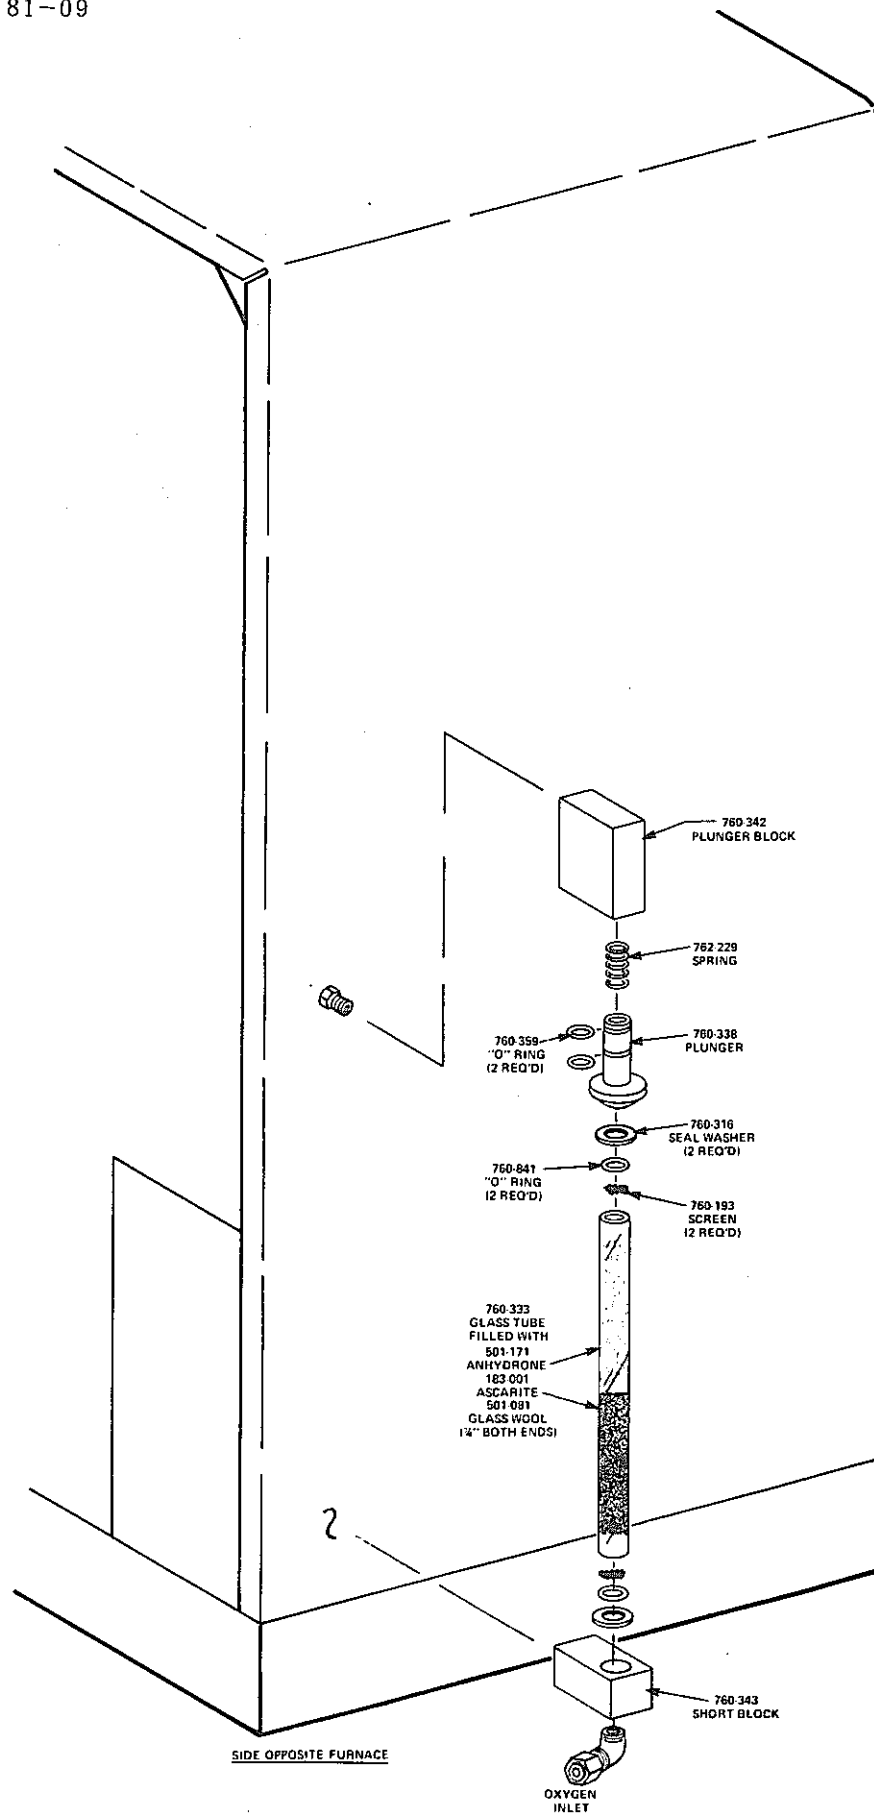 81-09
760-342
PLUNGER BLOCK
762-229
SPRING
760-359
"O" RING
(2 REQ'D)
760-338
PLUNGER
760-316
SEAL WASHER
(2 REQ'D)
760-841
"O" RING
(2 REQ'D)
760-193
SCREEN
(2 REQ'D)
760-333
GLASS TUBE
FILLED WITH
501-171
ANHYDRONE
183-001
ASCARITE
501-081
GLASS WOOL
(¼" BOTH ENDS)
760-343
SHORT BLOCK
SIDE OPPOSITE FURNACE
OXYGEN
INLET